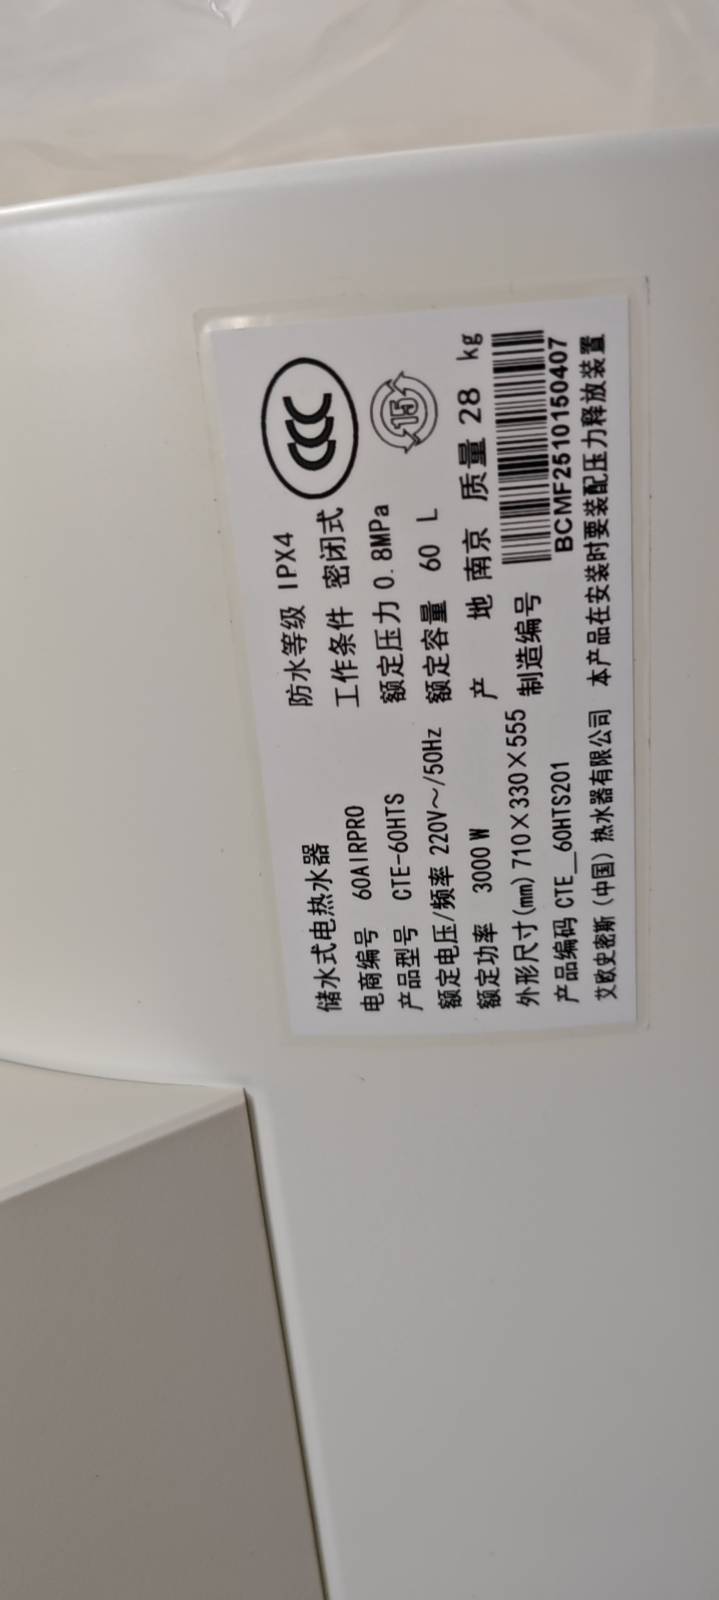 储水式电热水器
电商编号 60AIRPRO
产品型号 CTE-60HTS
额定电压/频率 220V～/50Hz
额定功率 3000W
外形尺寸(mm) 710×330×555
产品编码 CTE__60HTS201
艾欧史密斯(中国)热水器有限公司
防水等级 IPX4
工作条件 密闭式
额定压力 0.8MPa
额定容量 60 L
产 地 南京 质量 28 kg
制造编号
BCMF2510150407
本产品在安装时要装配压力释放装置
CCC
15